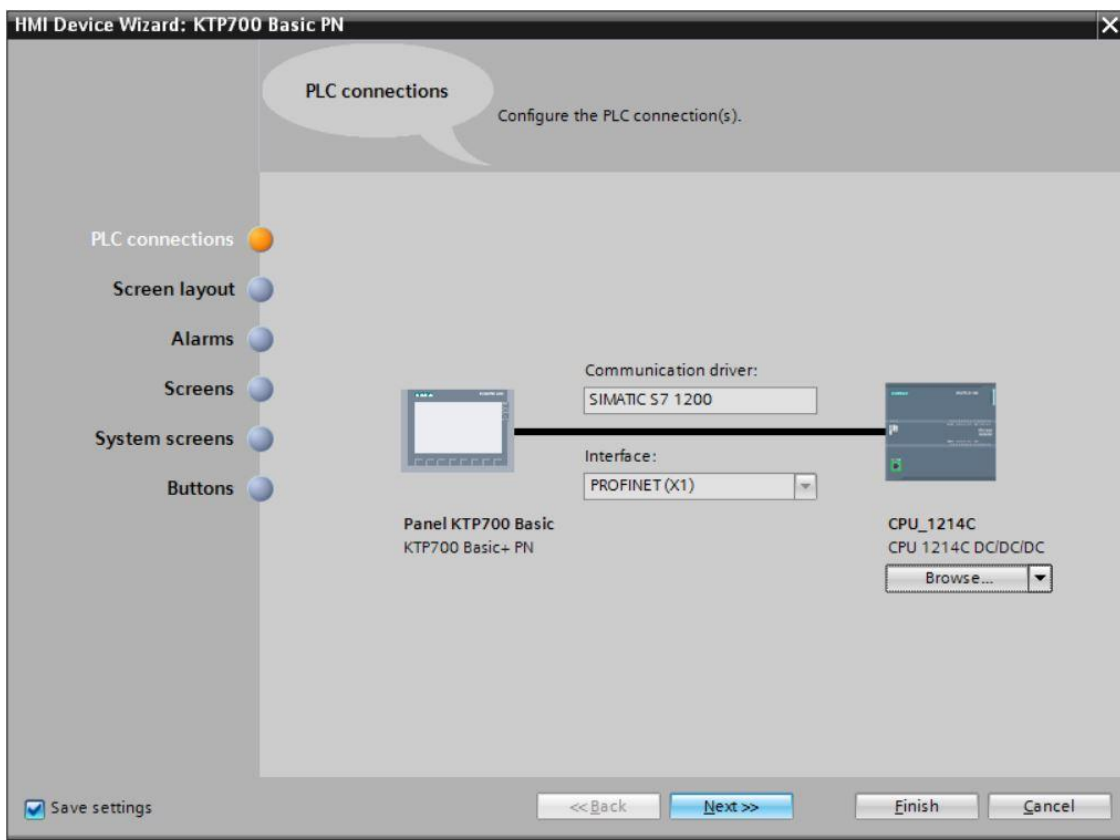 HMI Device Wizard: KTP700 Basic PN
PLC connections
Configure the PLC connection(s).
PLC connections
Screen layout
Alarms
Screens
System screens
Buttons
Communication driver:
SIMATIC S7 1200
Interface:
PROFINET (X1)
Panel KTP700 Basic
KTP700 Basic+ PN
CPU_1214C
CPU 1214C DC/DC/DC
Browse...
Save settings
<<Back
Next>>
Finish
Cancel